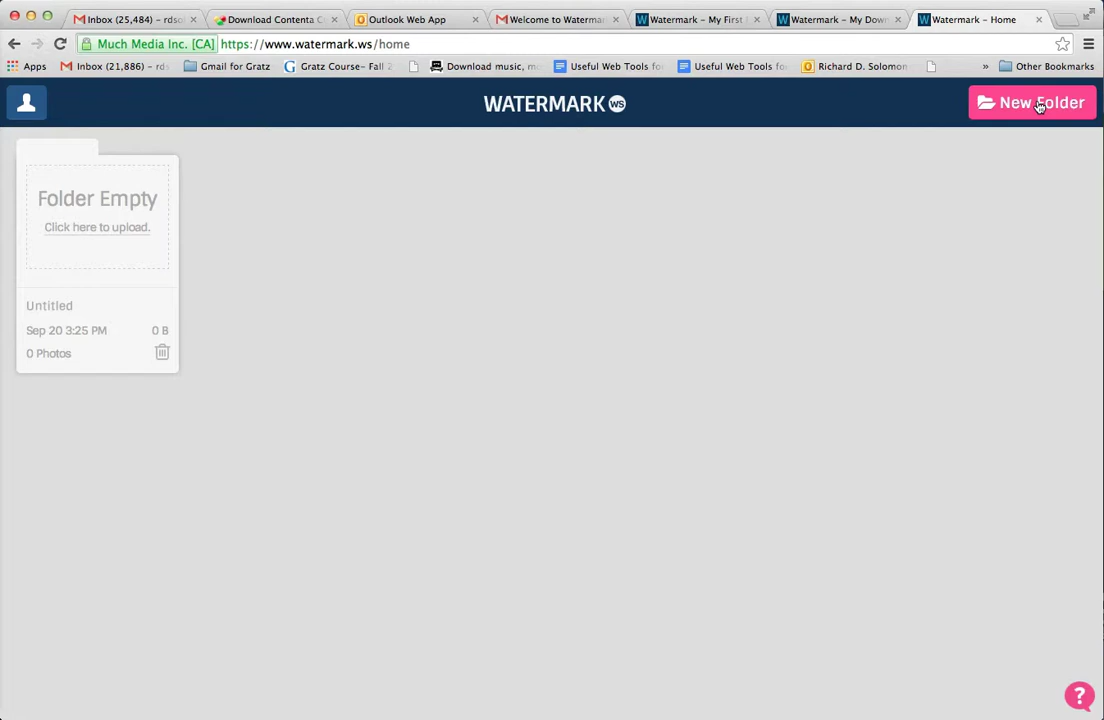 Inbox (25,484) – rdso
Download Contenta C
Outlook Web App
Welcome to Waterma
Watermark – My First
Watermark – My Dow
Watermark – Home
Much Media Inc. [CA]
https://www.watermark.ws/home
Apps
Inbox (21,886) – rds
Gmail for Gratz
Gratz Course– Fall 2
Download music, m
Useful Web Tools fo
Useful Web Tools fo
Richard D. Solomon
»
Other Bookmarks
WATERMARK WS
New Folder
Folder Empty
Click here to upload.
Untitled
Sep 20 3:25 PM
0 B
0 Photos
?